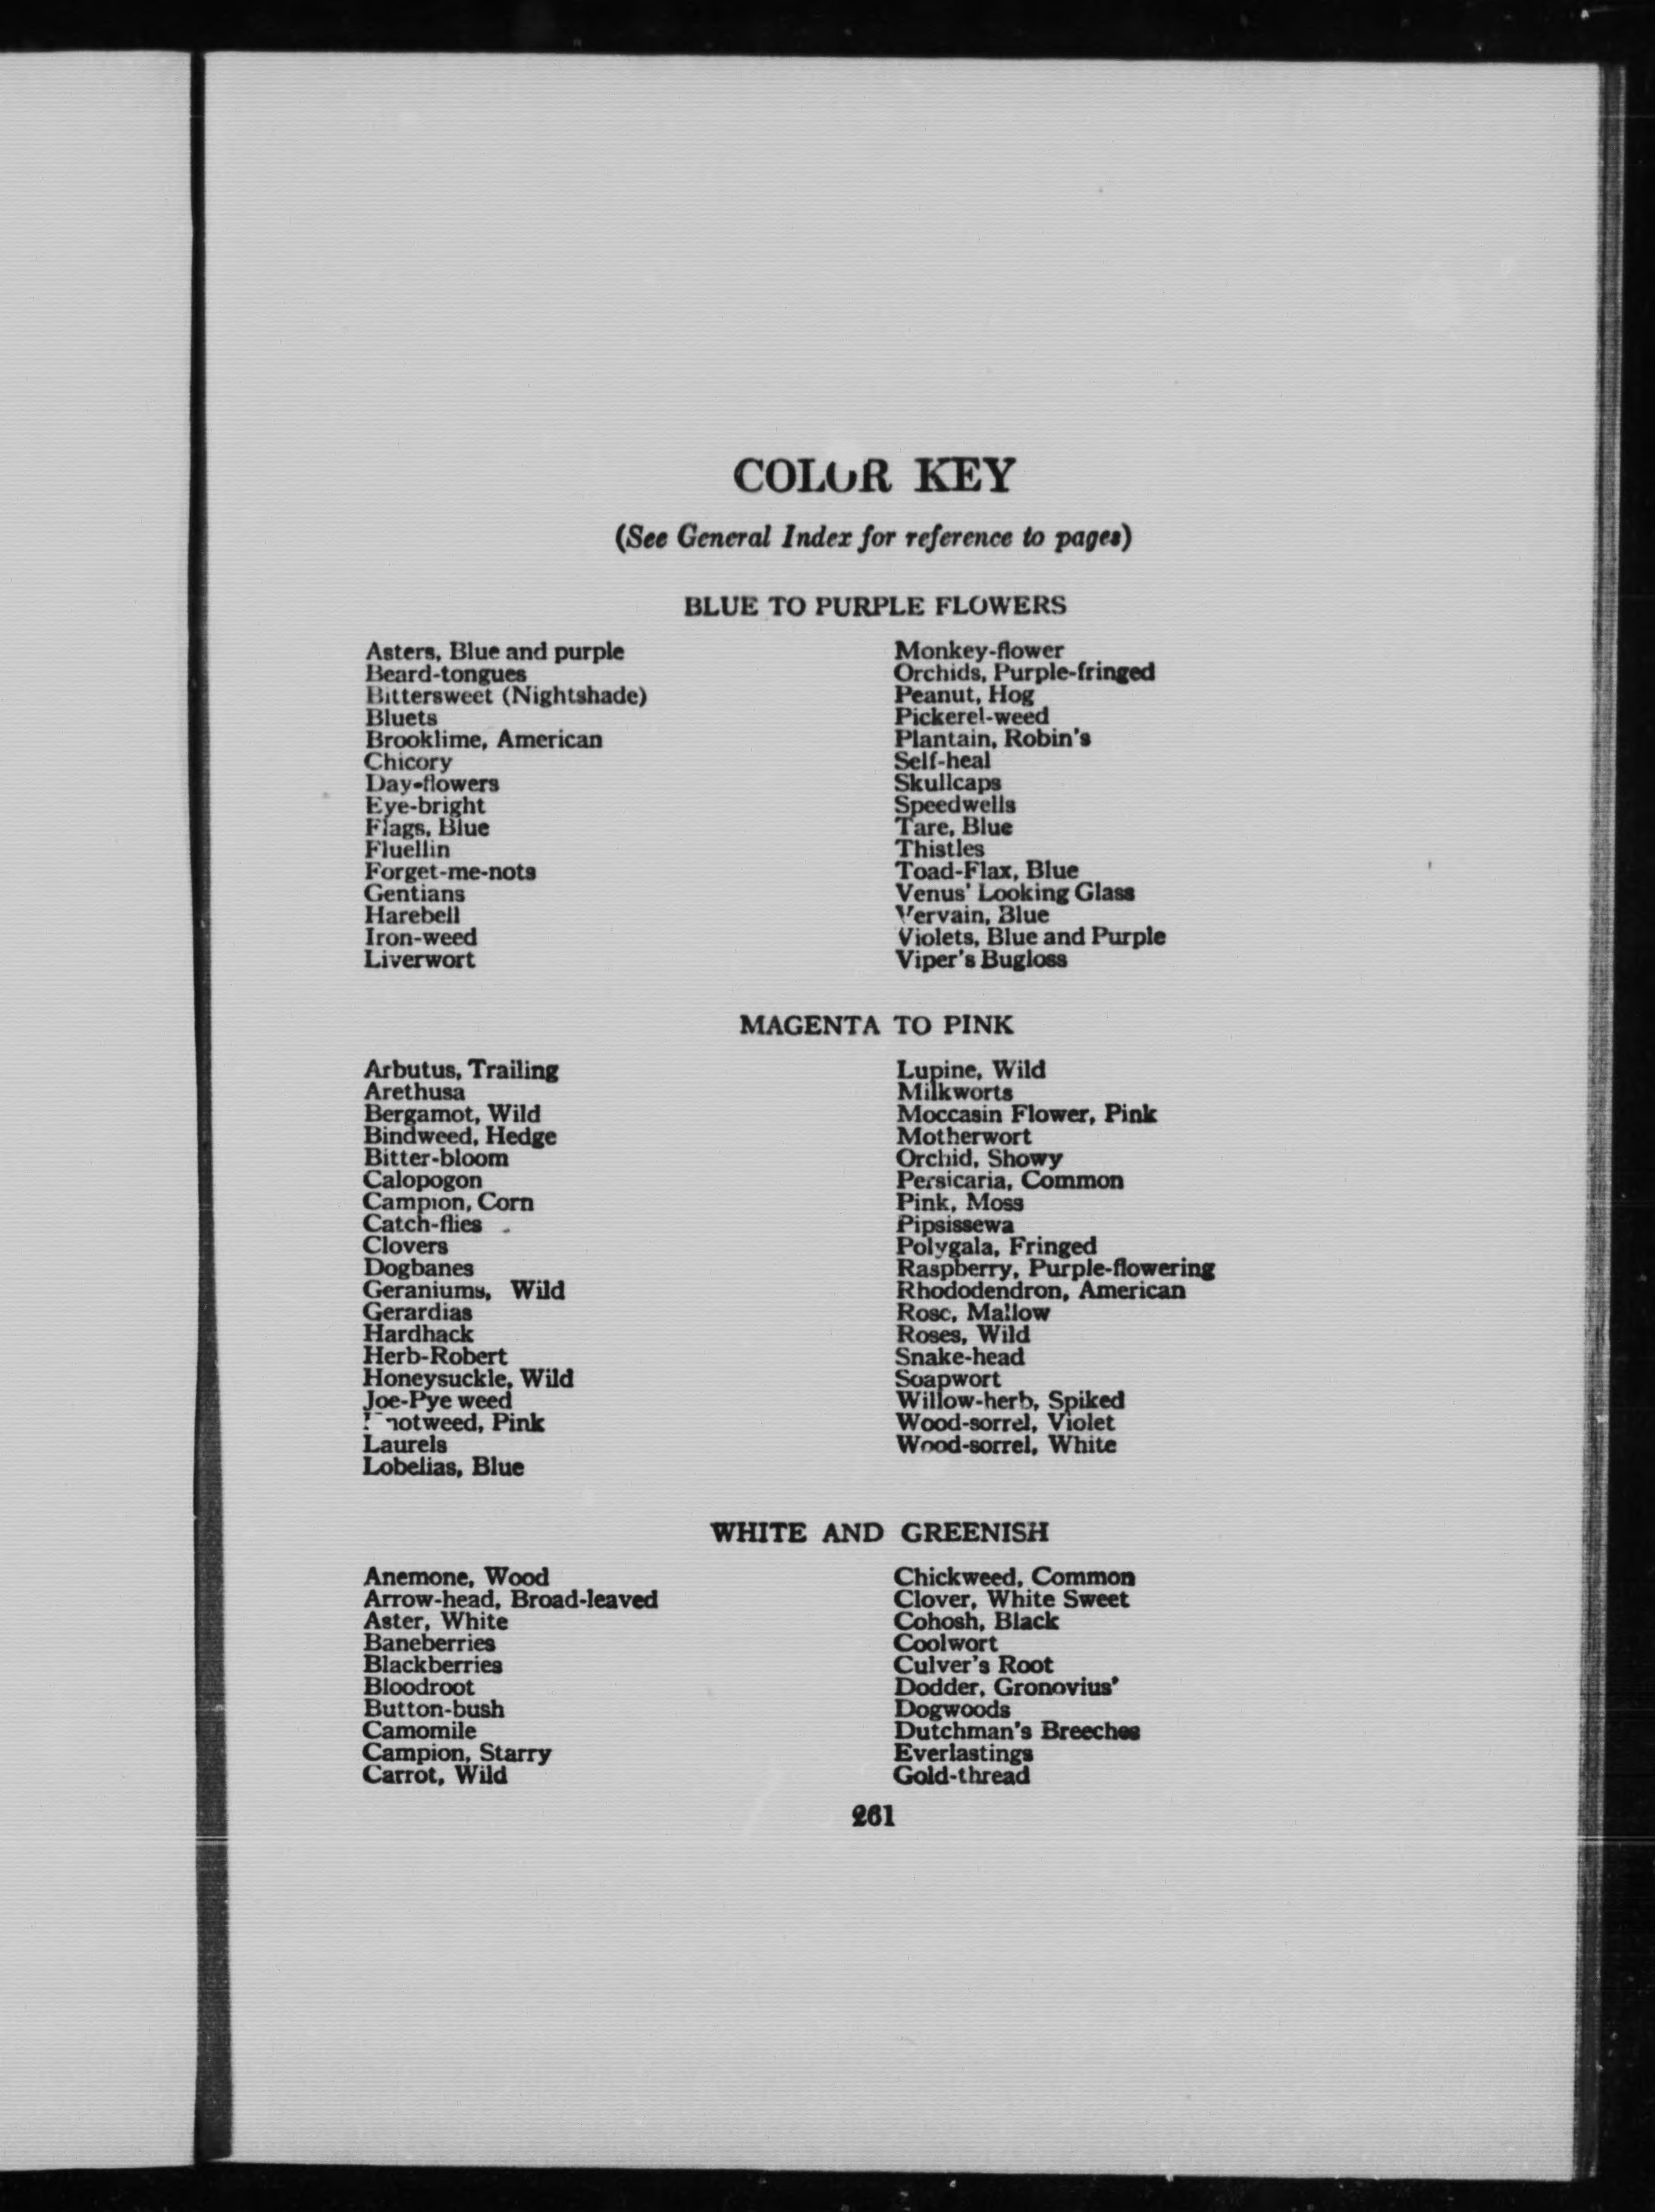 COLOR KEY
(See General Index for reference to pages)
BLUE TO PURPLE FLOWERS
Asters, Blue and purple
Beard-tongues
Bittersweet (Nightshade)
Bluets
Brooklime, American
Chicory
Day-flowers
Eye-bright
Flags, Blue
Fluellin
Forget-me-nots
Gentians
Harebell
Iron-weed
Liverwort
Monkey-flower
Orchids, Purple-fringed
Peanut, Hog
Pickerel-weed
Plantain, Robin's
Self-heal
Skullcaps
Speedwells
Tare, Blue
Thistles
Toad-Flax, Blue
Venus' Looking Glass
Vervain, Blue
Violets, Blue and Purple
Viper's Bugloss
MAGENTA TO PINK
Arbutus, Trailing
Arethusa
Bergamot, Wild
Bindweed, Hedge
Bitter-bloom
Calopogon
Campion, Corn
Catch-flies
Clovers
Dogbanes
Geraniums, Wild
Gerardias
Hardhack
Herb-Robert
Honeysuckle, Wild
Joe-Pye weed
Knotweed, Pink
Laurels
Lobelias, Blue
Lupine, Wild
Milkworts
Moccasin Flower, Pink
Motherwort
Orchid, Showy
Persicaria, Common
Pink, Moss
Pipsissewa
Polygala, Fringed
Raspberry, Purple-flowering
Rhododendron, American
Rose, Mallow
Roses, Wild
Snake-head
Soapwort
Willow-herb, Spiked
Wood-sorrel, Violet
Wood-sorrel, White
WHITE AND GREENISH
Anemone, Wood
Arrow-head, Broad-leaved
Aster, White
Baneberries
Blackberries
Bloodroot
Button-bush
Camomile
Campion, Starry
Carrot, Wild
Chickweed, Common
Clover, White Sweet
Cohosh, Black
Coolwort
Culver's Root
Dodder, Gronovius'
Dogwoods
Dutchman's Breeches
Everlastings
Gold-thread
261